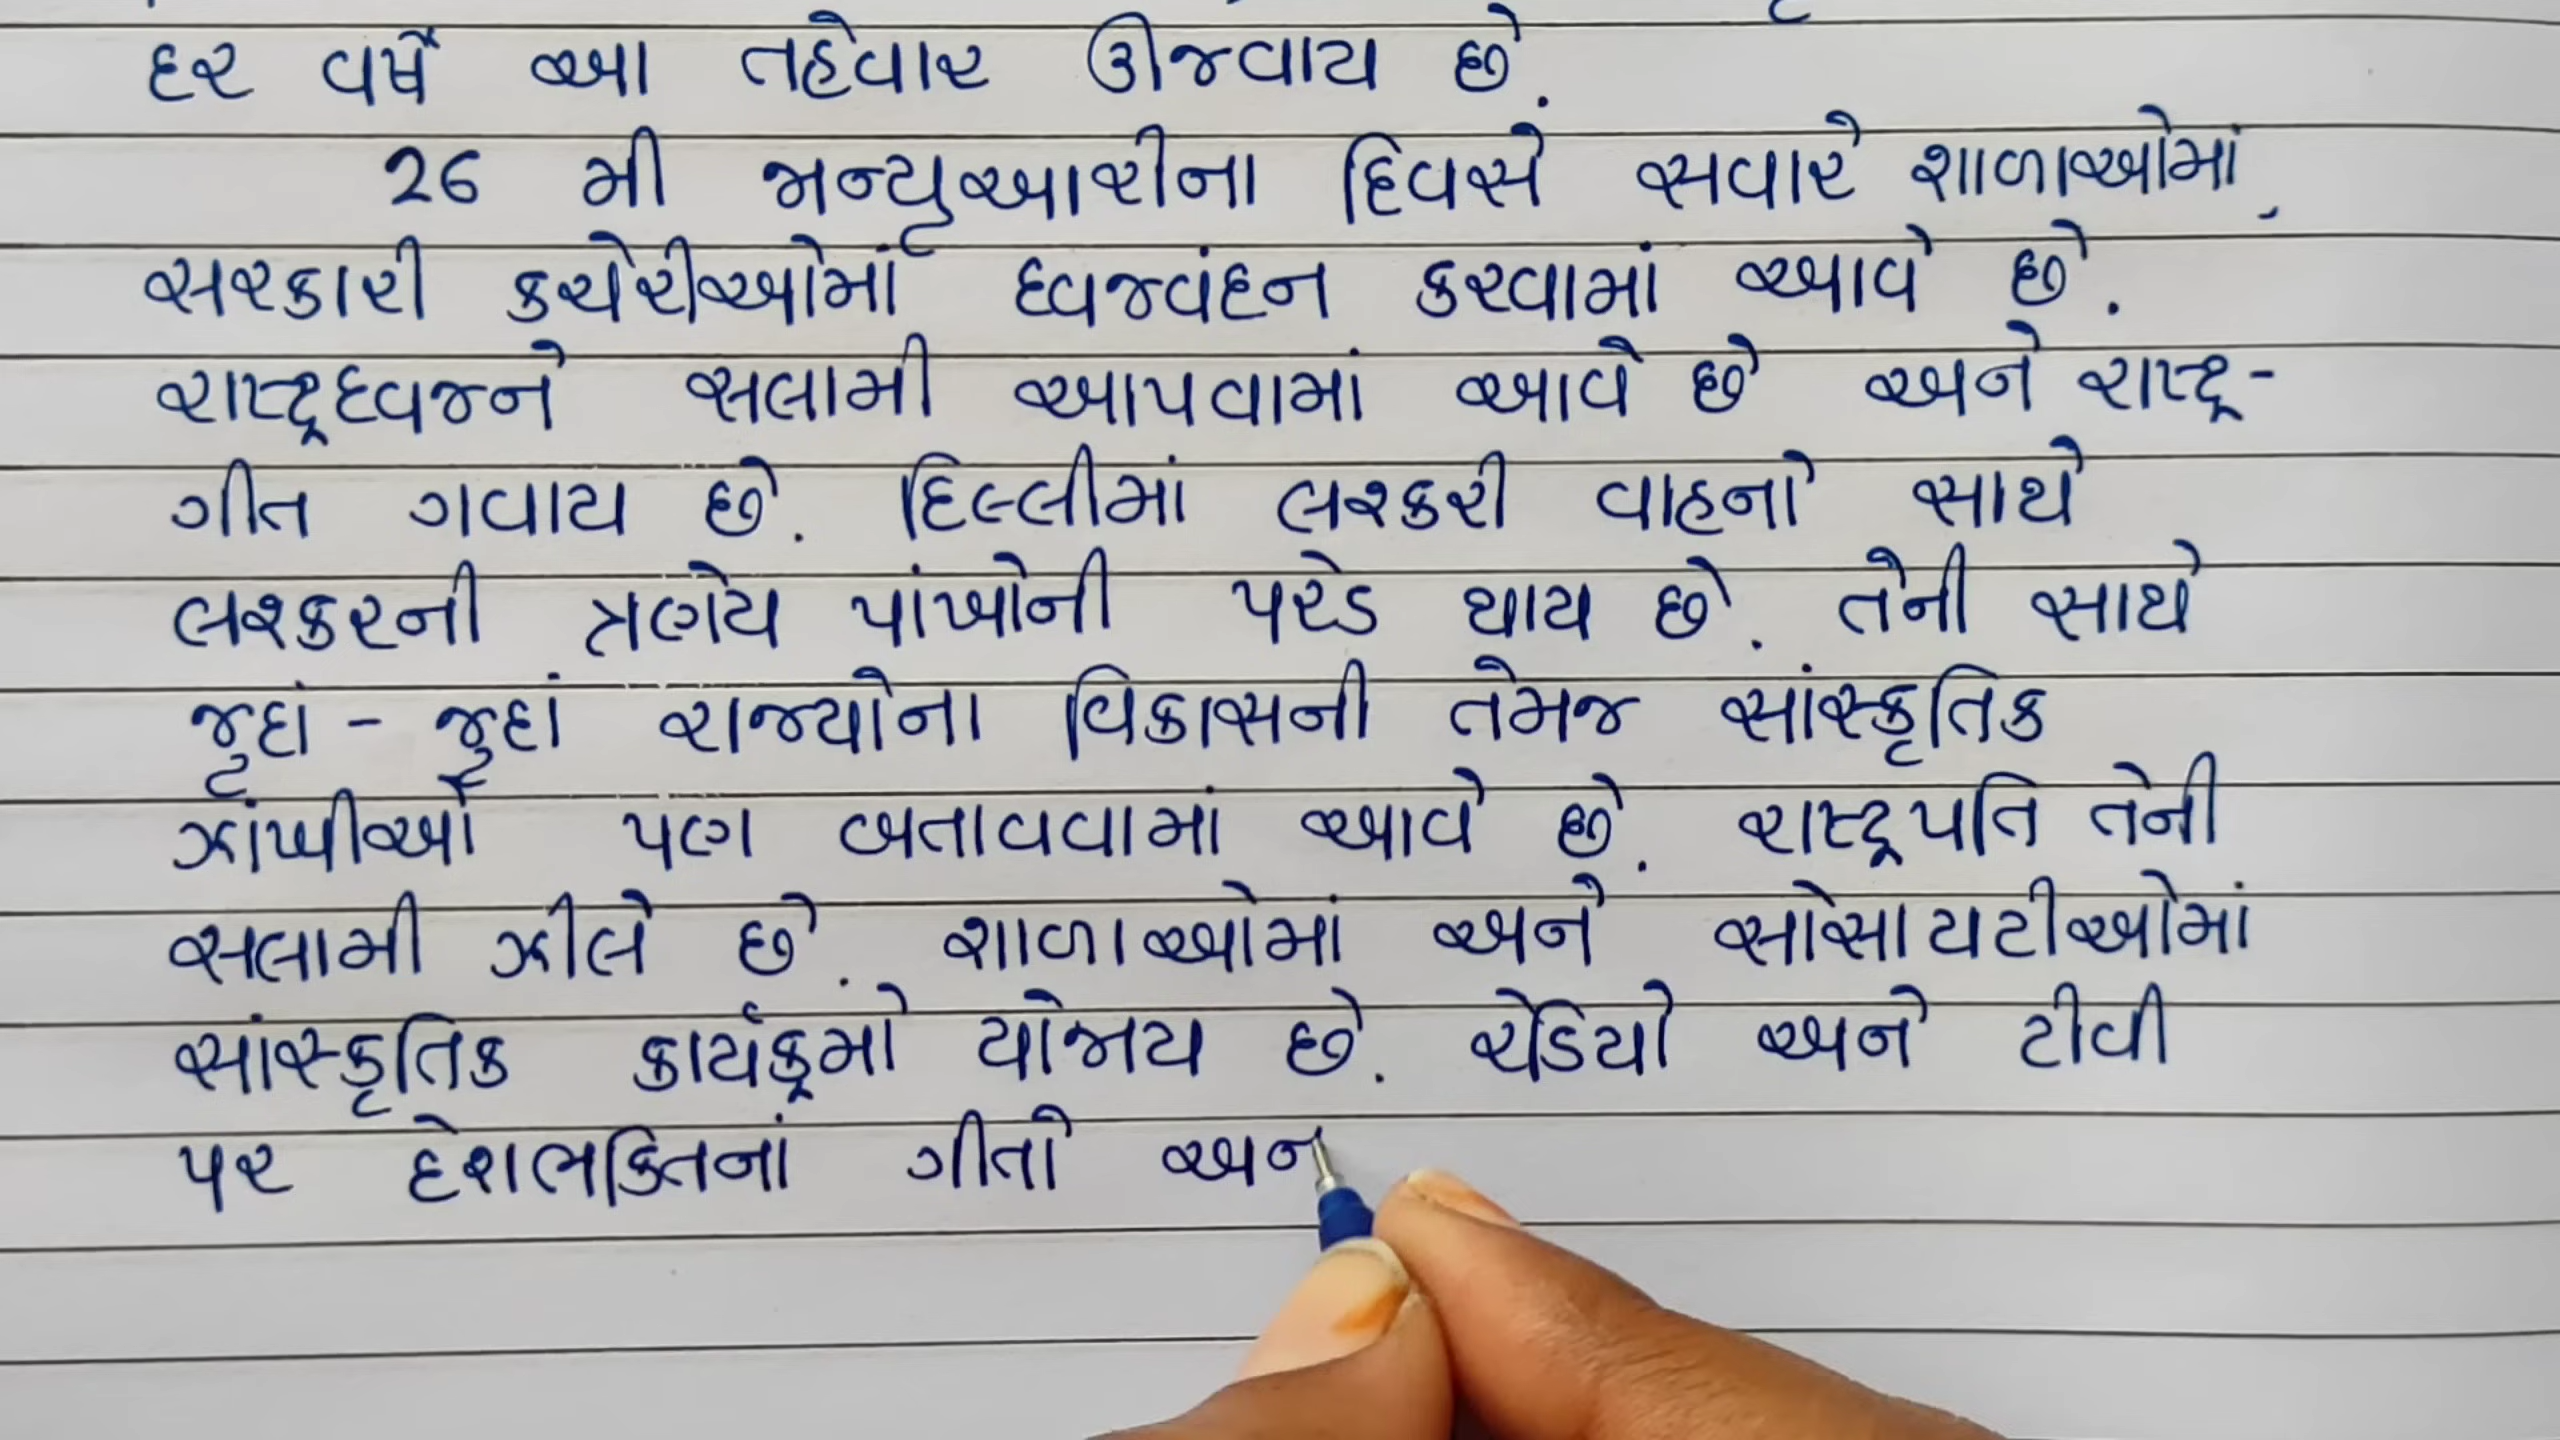 દર વર્ષે આ તહેવાર ઊજવાય છે.
26 મી જાન્યુઆરીના દિવસે સવારે શાળાઓમાં,
સરકારી કચેરીઓમાં ધ્વજવંદન કરવામાં આવે છે.
રાષ્ટ્રધ્વજને સલામી આપવામાં આવે છે અને રાષ્ટ્ર-
ગીત ગવાય છે. દિલ્લીમાં લશ્કરી વાહનો સાથે
લશ્કરની ત્રણેય પાંખોની પરેડ થાય છે. તેની સાથે
જુદાં - જુદાં રાજ્યોના વિકાસની તેમજ સાંસ્કૃતિક
ઝાંખીઓ પણ બતાવવામાં આવે છે. રાષ્ટ્રપતિ તેની
સલામી ઝીલે છે. શાળાઓમાં અને સોસાયટીઓમાં
સાંસ્કૃતિક કાર્યક્રમો યોજાય છે. રેડિયો અને ટીવી
પર દેશભક્તિનાં ગીતો અન